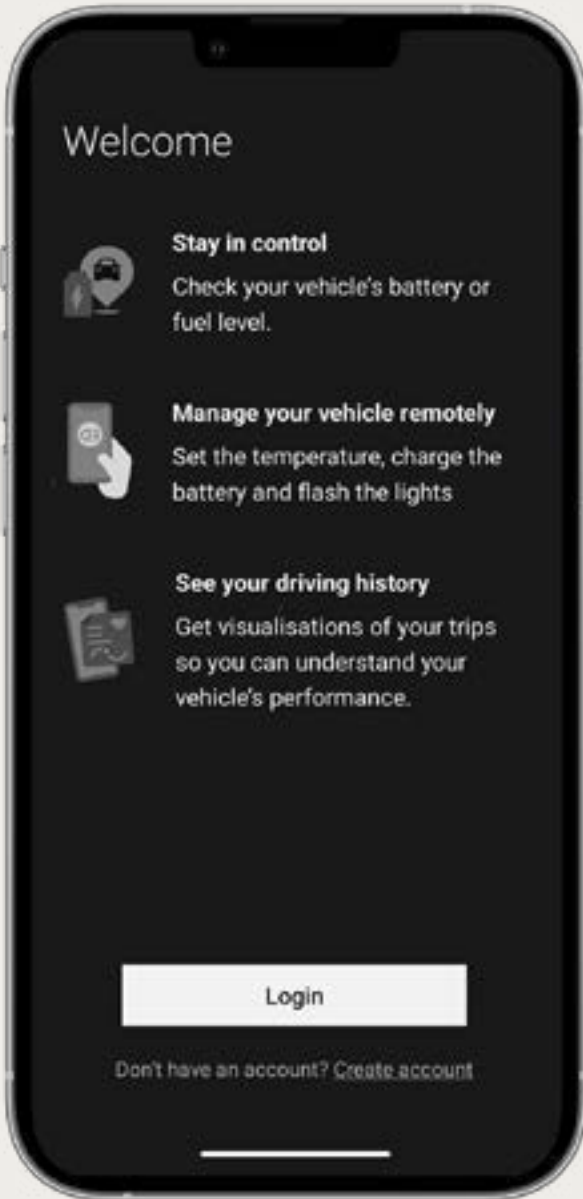 Welcome
Stay in control
Check your vehicle's battery or
fuel level.
Manage your vehicle remotely
Set the temperature, charge the
battery and flash the lights
See your driving history
Get visualisations of your trips
so you can understand your
vehicle's performance.
Login
Don't have an account? Create account